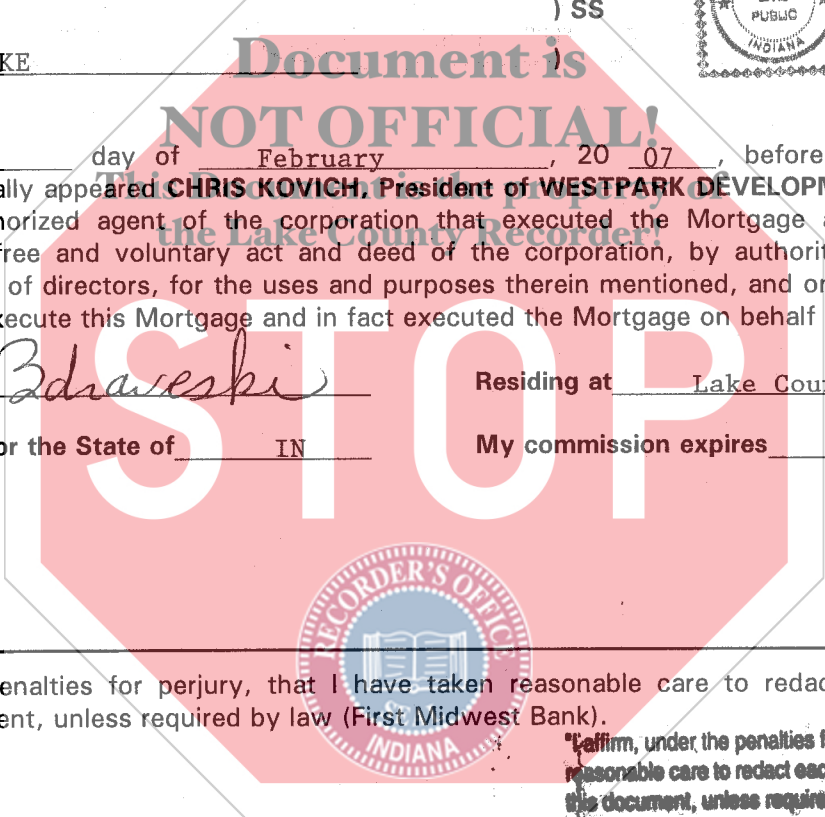 ) SS
PUBLIC
INDIANA
KE
)
Document is
NOT OFFICIAL!
day of February, 20 07, before
This Document is the property of
ally appeared CHRIS KOVICH, President of WESTPARK DEVELOPM
horized agent of the corporation that executed the Mortgage a
the Lake County Recorder!
free and voluntary act and deed of the corporation, by authorit
of directors, for the uses and purposes therein mentioned, and on
xecute this Mortgage and in fact executed the Mortgage on behalf
STOP
Zdraveski
Residing at Lake Cou
or the State of IN
My commission expires
RECORDER'S OFFICE
INDIANA
enalties for perjury, that I have taken reasonable care to redac
ent, unless required by law (First Midwest Bank).
"I affirm, under the penalties f
reasonable care to redact eac
this document, unless require